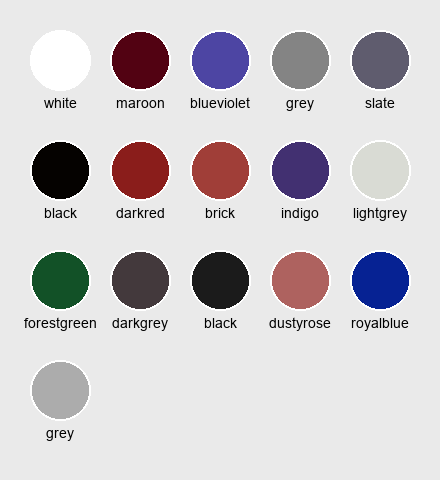 white maroon blueviolet grey slate
black darkred brick indigo lightgrey
forestgreen darkgrey black dustyrose royalblue
grey